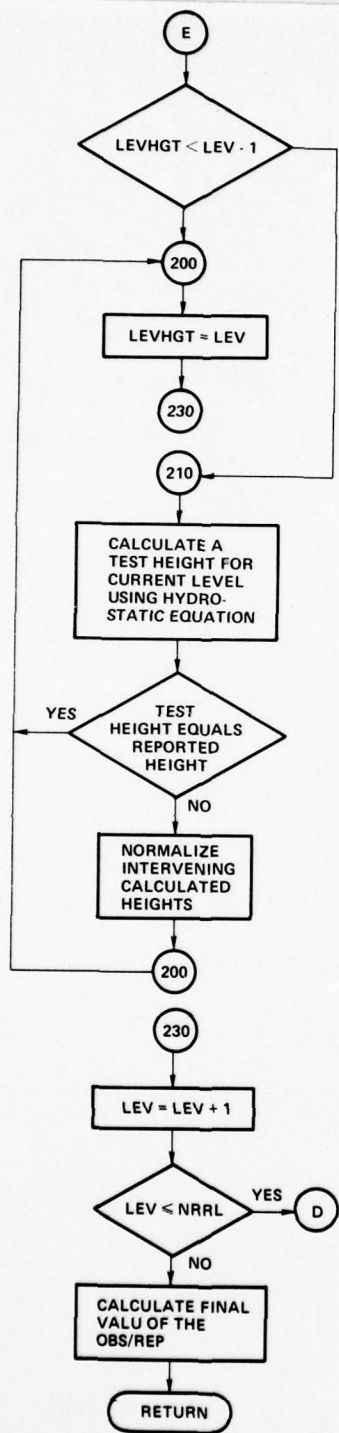 E
LEVHGT < LEV - 1
200
LEVHGT = LEV
230
210
CALCULATE A
TEST HEIGHT FOR
CURRENT LEVEL
USING HYDRO-
STATIC EQUATION
YES
TEST
HEIGHT EQUALS
REPORTED
HEIGHT
NO
NORMALIZE
INTERVENING
CALCULATED
HEIGHTS
200
230
LEV = LEV + 1
LEV ⩽ NRRL
YES
D
NO
CALCULATE FINAL
VALU OF THE
OBS/REP
RETURN